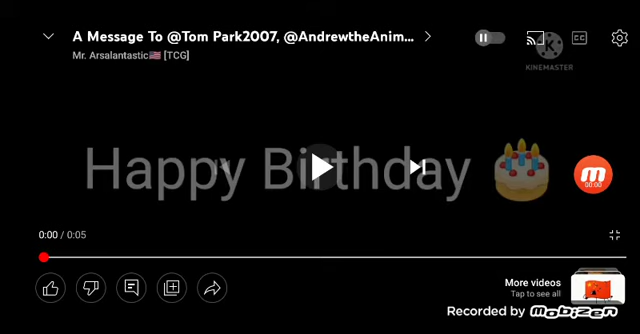 A Message To @Tom Park2007, @AndrewtheAnim...
Mr. Arsalantastic🇺🇸 [TCG]
CC
K
KINEMASTER
Happy Birthday 🎂
m
00:00
0:00 / 0:05
More videos
Tap to see all
Recorded by Mobizen